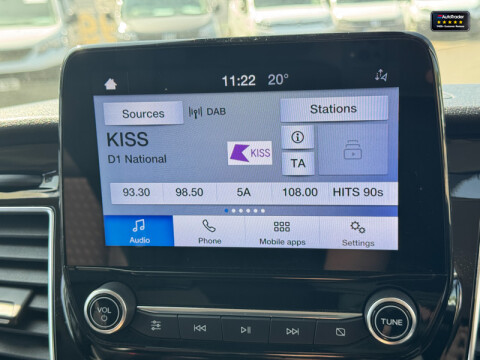 AutoTrader
11:22 20°
Sources DAB Stations
KISS
D1 National
KISS
TA
93.30 98.50 5A 108.00 HITS 90s
Audio Phone Mobile apps Settings
VOL
TUNE